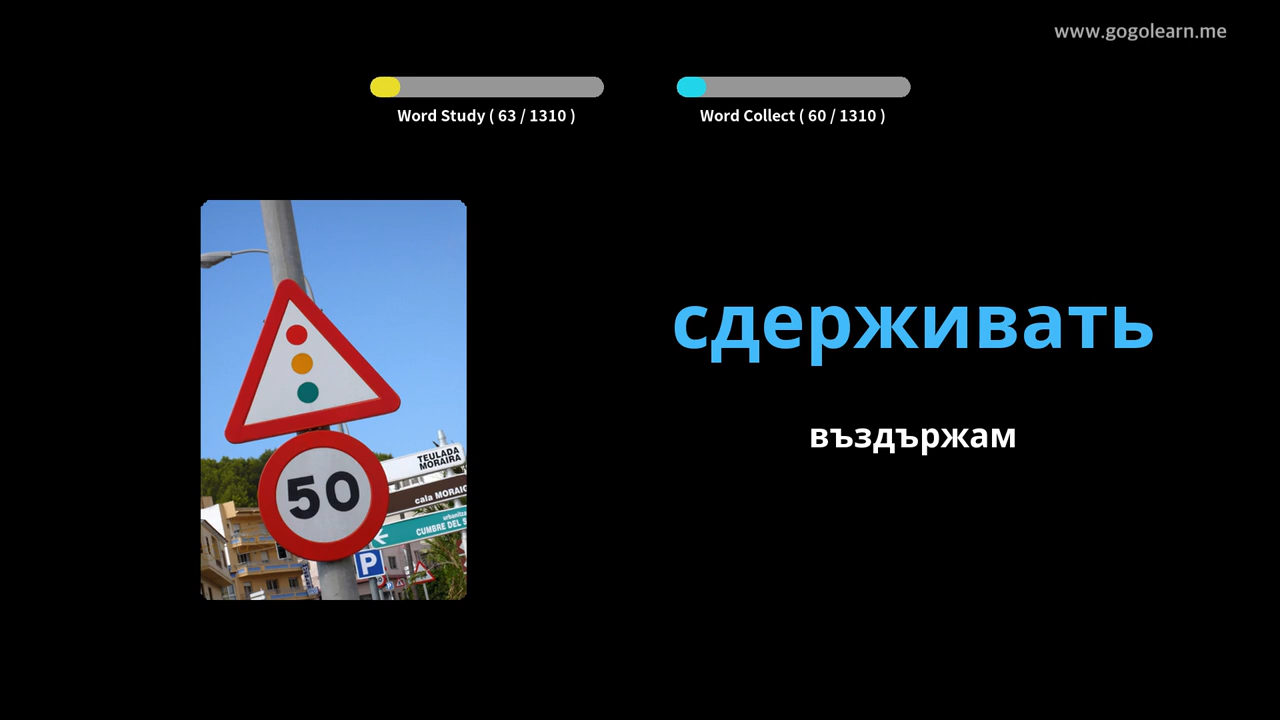 www.gogolearn.me
Word Study ( 63 / 1310 )
Word Collect ( 60 / 1310 )
сдерживать
въздържам
TEULADA
MORAIRA
cala
CUMBRE DEL
50
P